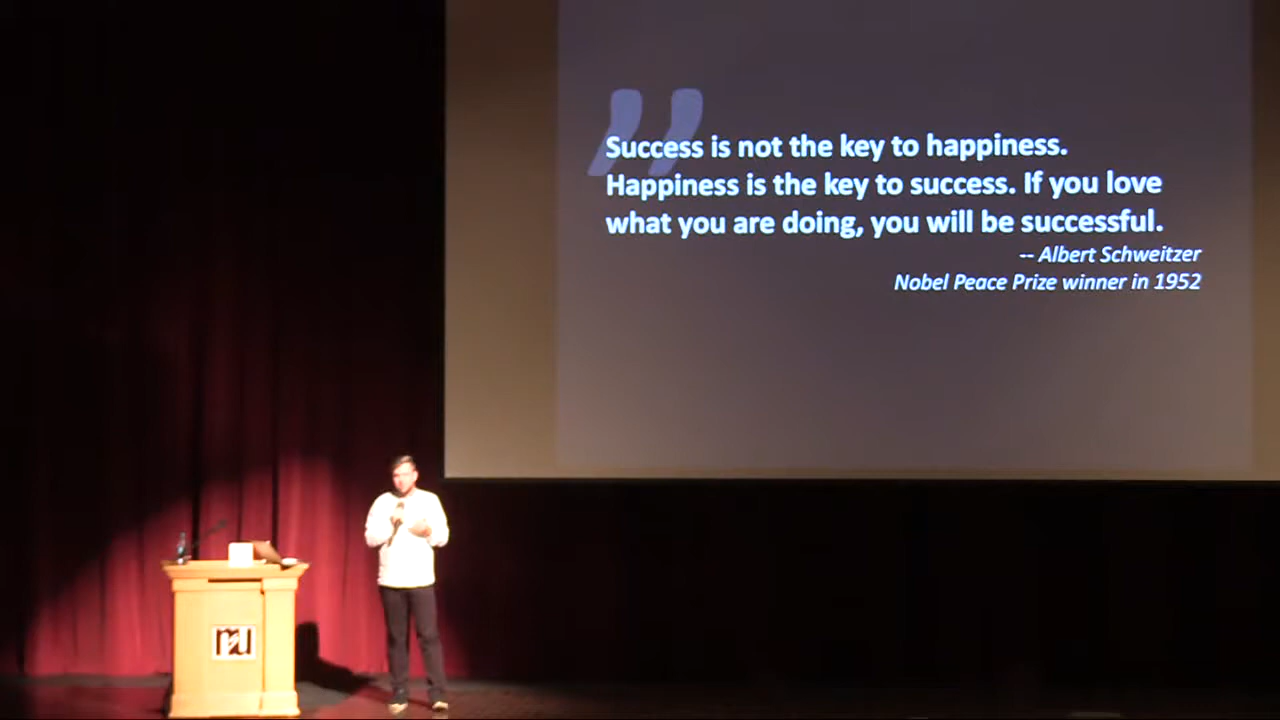 "
Success is not the key to happiness.
Happiness is the key to success. If you love
what you are doing, you will be successful.
-- Albert Schweitzer
Nobel Peace Prize winner in 1952